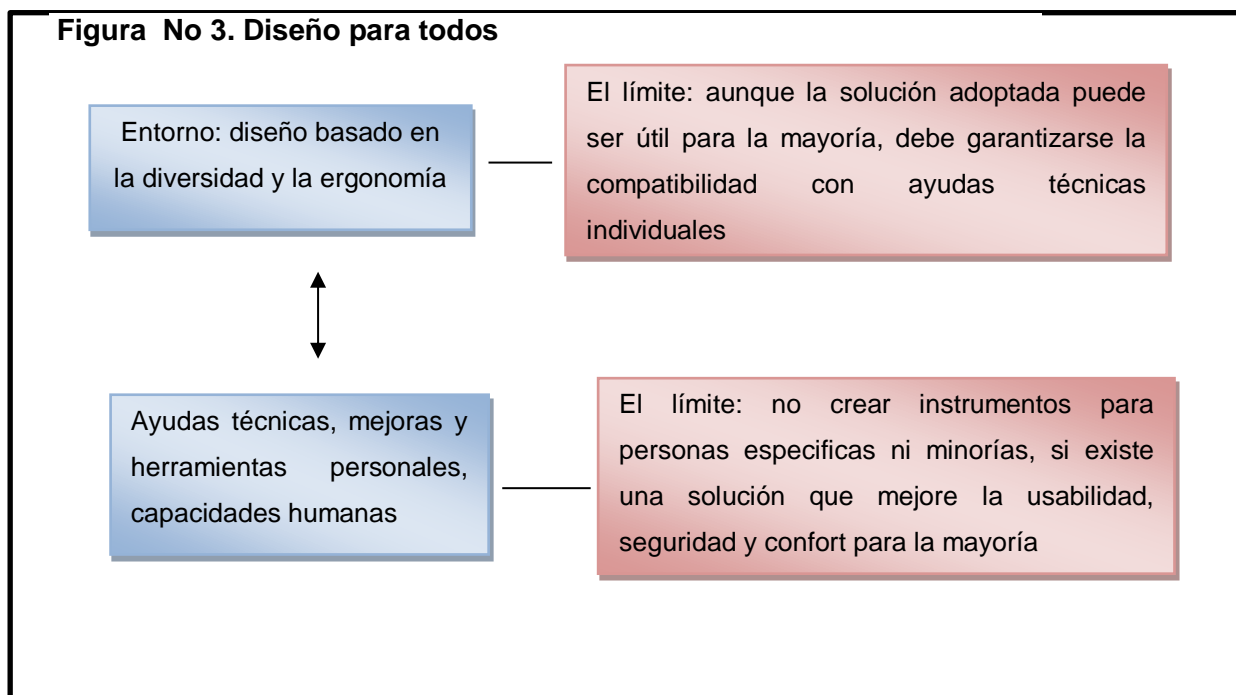 Figura No 3. Diseño para todos
Entorno: diseño basado en
la diversidad y la ergonomía
El límite: aunque la solución adoptada puede
ser útil para la mayoría, debe garantizarse la
compatibilidad con ayudas técnicas
individuales
Ayudas técnicas, mejoras y
herramientas personales,
capacidades humanas
El límite: no crear instrumentos para
personas especificas ni minorías, si existe
una solución que mejore la usabilidad,
seguridad y confort para la mayoría